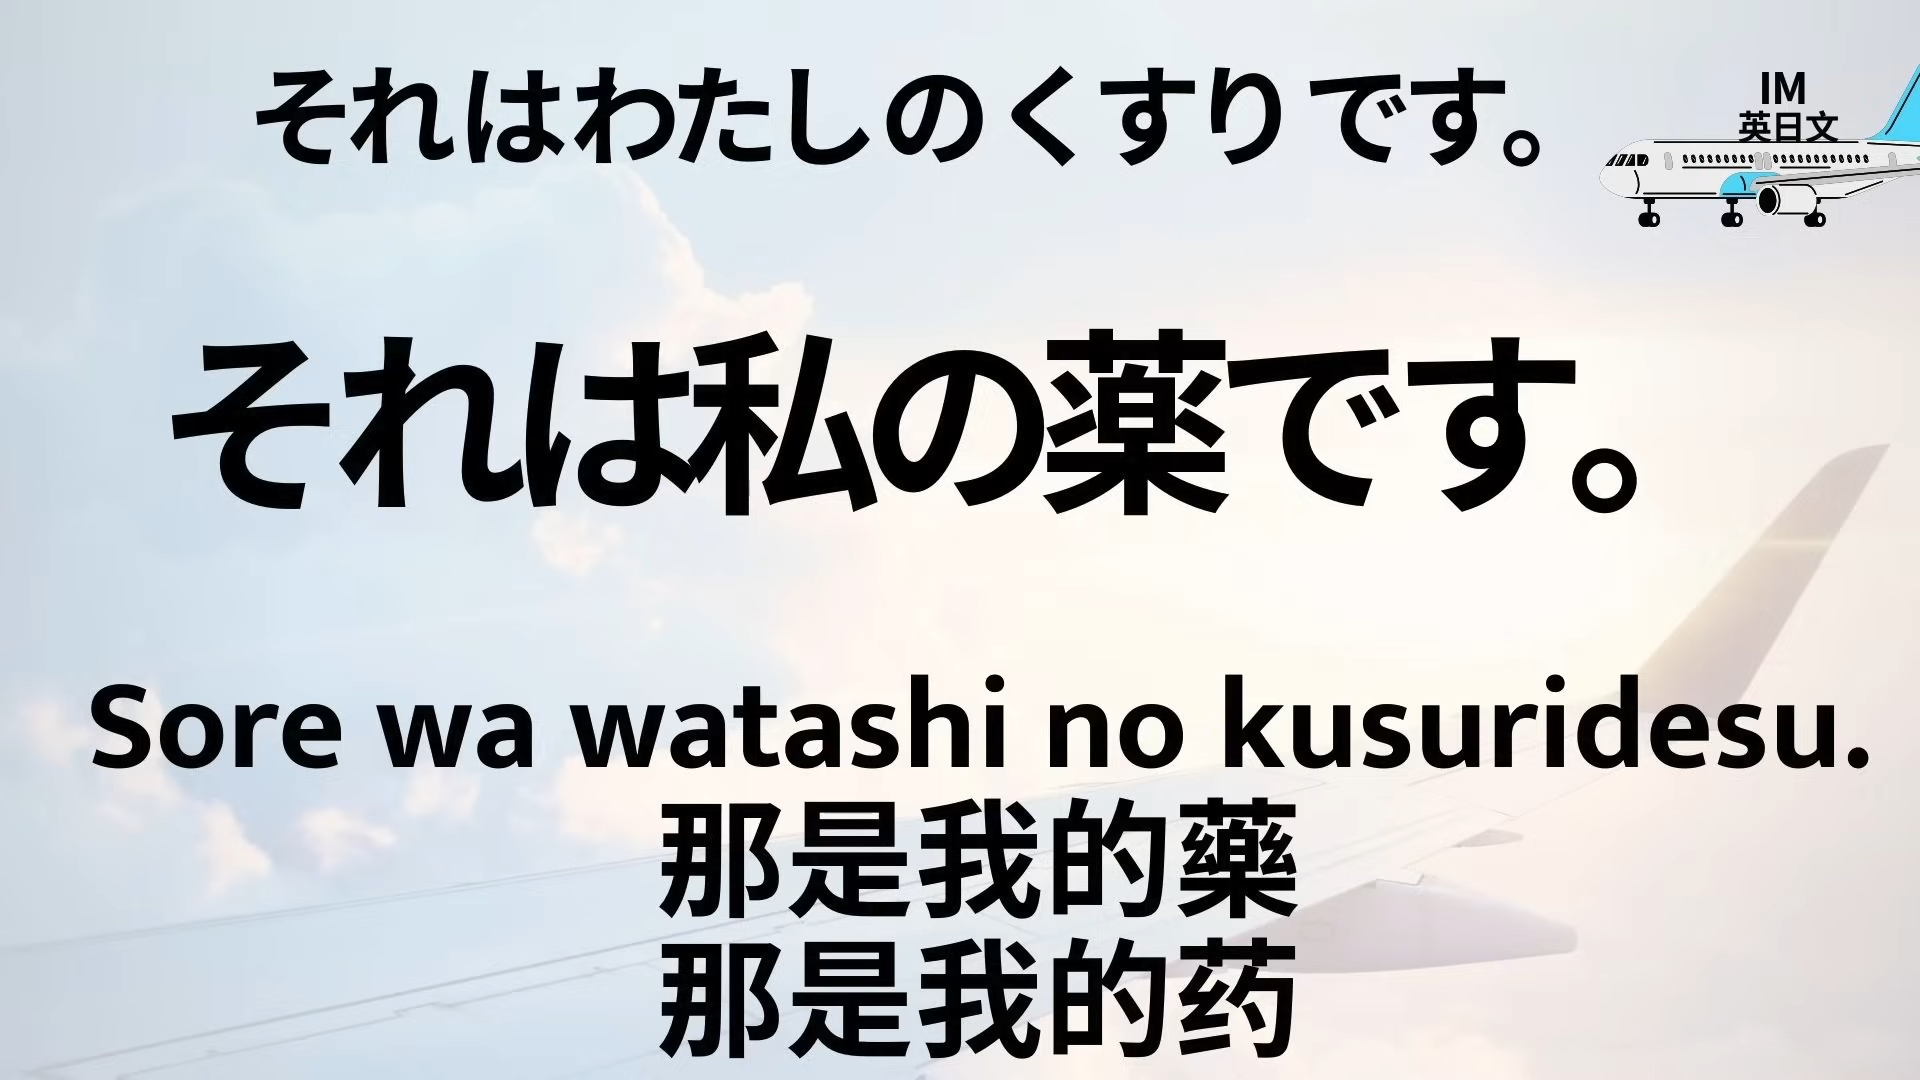 それはわたしのくすりです。
IM
英日文
それは私の薬です。
Sore wa watashi no kusuridesu.
那是我的藥
那是我的药